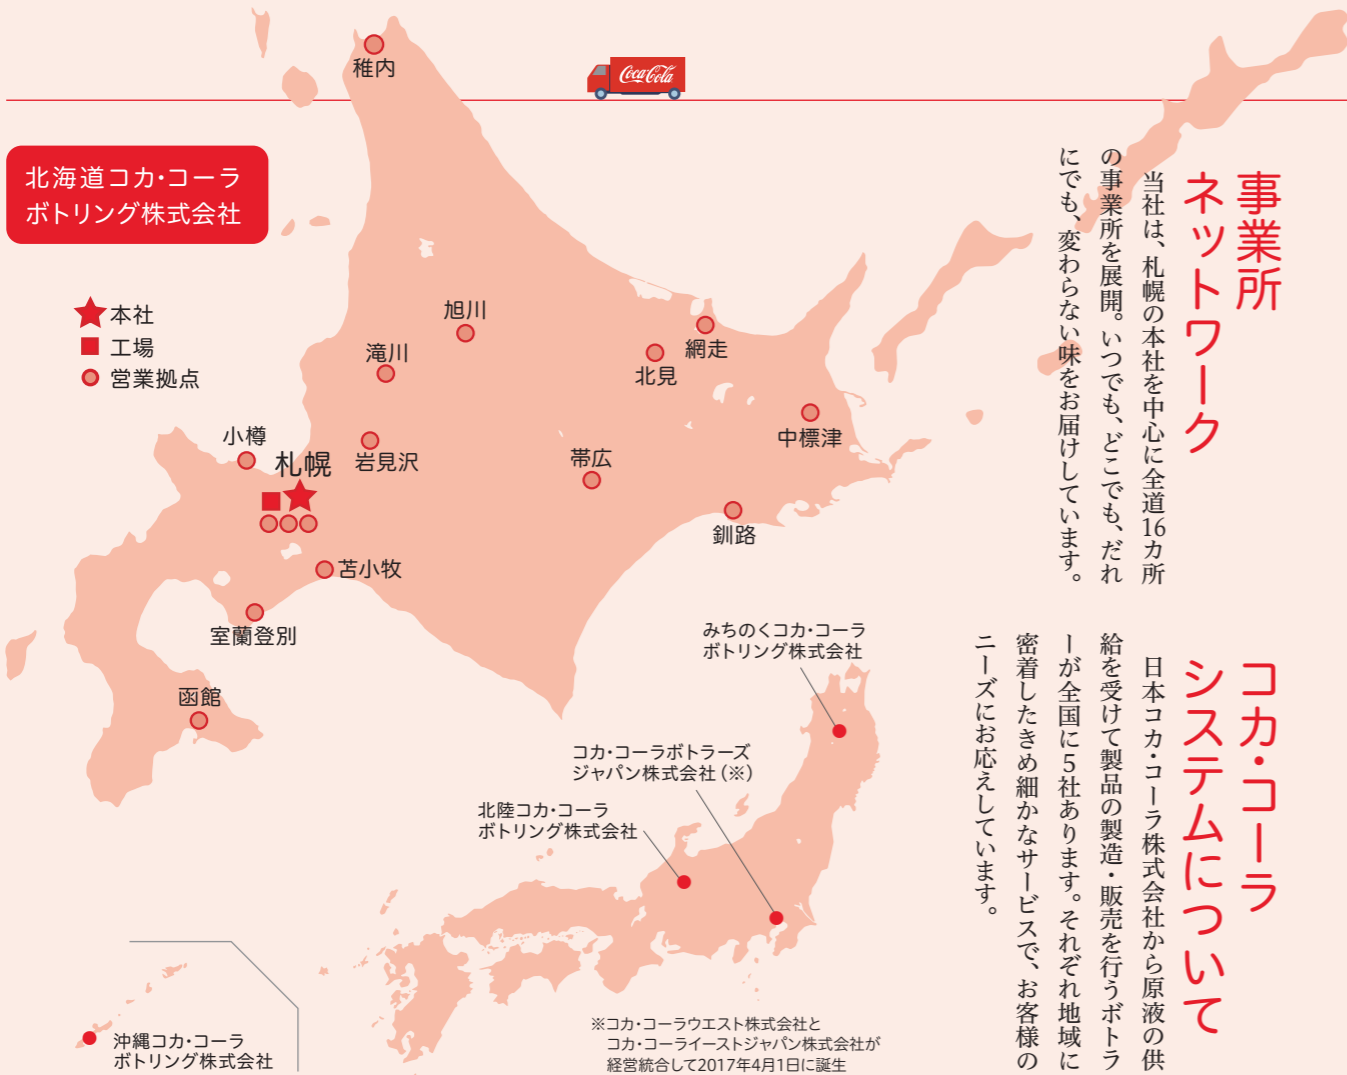 事業所
ネットワーク
当社は、札幌の本社を中心に全道16カ所
の事業所を展開。いつでも、どこでも、だれ
にでも、変わらない味をお届けしています。
コカ・コーラ
システムについて
日本コカ・コーラ株式会社から原液の供
給を受けて製品の製造・販売を行うボトラ
ーが全国に5社あります。それぞれ地域に
密着したきめ細かなサービスで、お客様の
ニーズにお応えしています。
Coca-Cola
北海道コカ・コーラ
ボトリング株式会社
本社
工場
営業拠点
稚内
旭川
滝川
網走
北見
中標津
小樽
札幌
岩見沢
帯広
釧路
苫小牧
室蘭登別
函館
みちのくコカ・コーラ
ボトリング株式会社
コカ・コーラボトラーズ
ジャパン株式会社(※)
北陸コカ・コーラ
ボトリング株式会社
沖縄コカ・コーラ
ボトリング株式会社
※コカ・コーラウエスト株式会社と
コカ・コーライーストジャパン株式会社が
経営統合して2017年4月1日に誕生